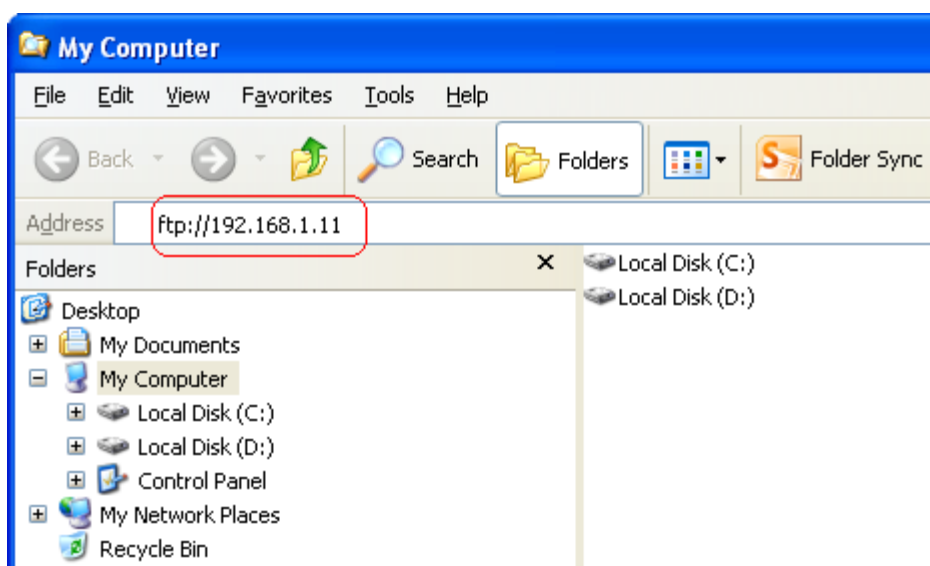 My Computer
File Edit View Favorites Tools Help
Back Search Folders Folder Sync
Address ftp://192.168.1.11
Folders
Local Disk (C:)
Local Disk (D:)
Desktop
My Documents
My Computer
Local Disk (C:)
Local Disk (D:)
Control Panel
My Network Places
Recycle Bin